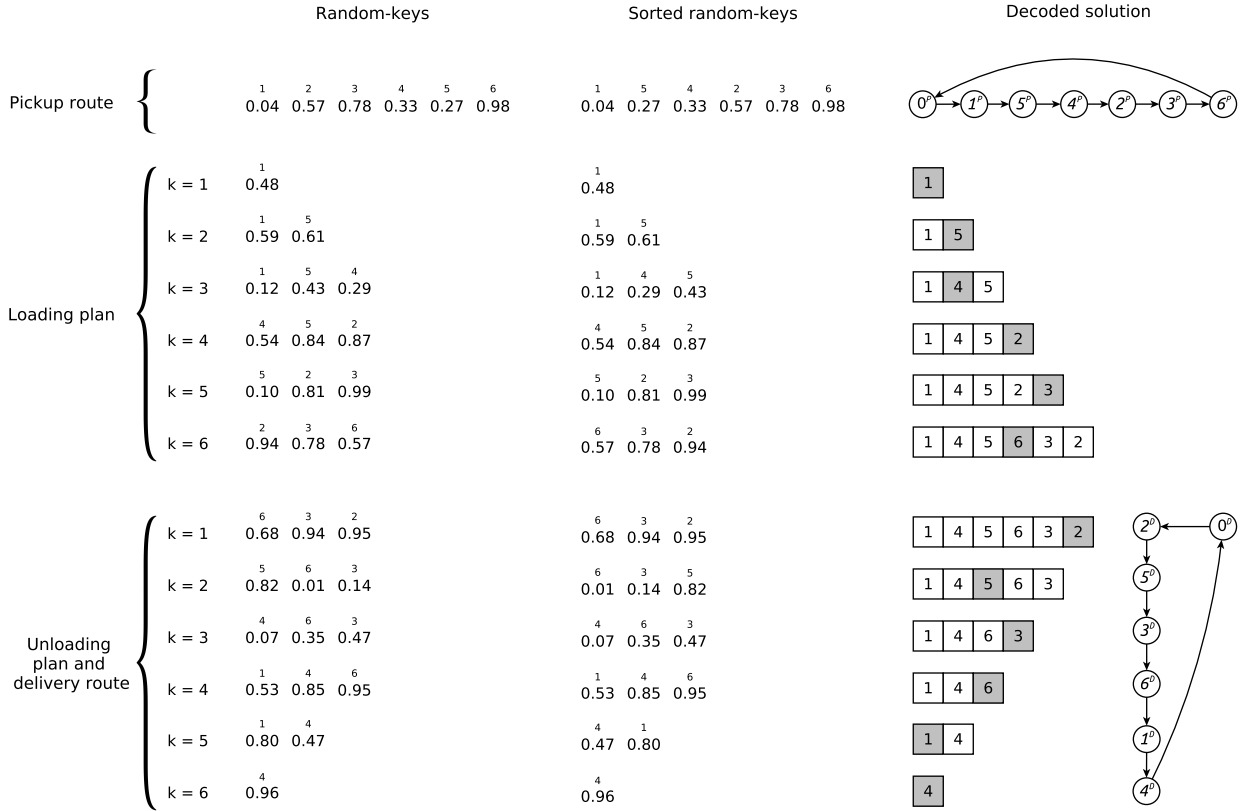 Random-keys Sorted random-keys Decoded solution
1 2 3 4 5 6 1 5 4 2 3 6
Pickup route 0.04 0.57 0.78 0.33 0.27 0.98 0.04 0.27 0.33 0.57 0.78 0.98 0P 1P 5P 4P 2P 3P 6P
1 1
k = 1 0.48 0.48 1
1 5 1 5
k = 2 0.59 0.61 0.59 0.61 1 5
1 5 4 1 4 5
k = 3 0.12 0.43 0.29 0.12 0.29 0.43 1 4 5
Loading plan
4 5 2 4 5 2
k = 4 0.54 0.84 0.87 0.54 0.84 0.87 1 4 5 2
5 2 3 5 2 3
k = 5 0.10 0.81 0.99 0.10 0.81 0.99 1 4 5 2 3
2 3 6 6 3 2
k = 6 0.94 0.78 0.57 0.57 0.78 0.94 1 4 5 6 3 2
6 3 2 6 3 2
k = 1 0.68 0.94 0.95 0.68 0.94 0.95 1 4 5 6 3 2 2D 0D
5 6 3 6 3 5
k = 2 0.82 0.01 0.14 0.01 0.14 0.82 1 4 5 6 3 5D
4 6 3 4 6 3
k = 3 0.07 0.35 0.47 0.07 0.35 0.47 1 4 6 3 3D
Unloading
plan and
delivery route
1 4 6 1 4 6
k = 4 0.53 0.85 0.95 0.53 0.85 0.95 1 4 6 6D
1 4 4 1
k = 5 0.80 0.47 0.47 0.80 1 4 1D
4 4
k = 6 0.96 0.96 4 4D